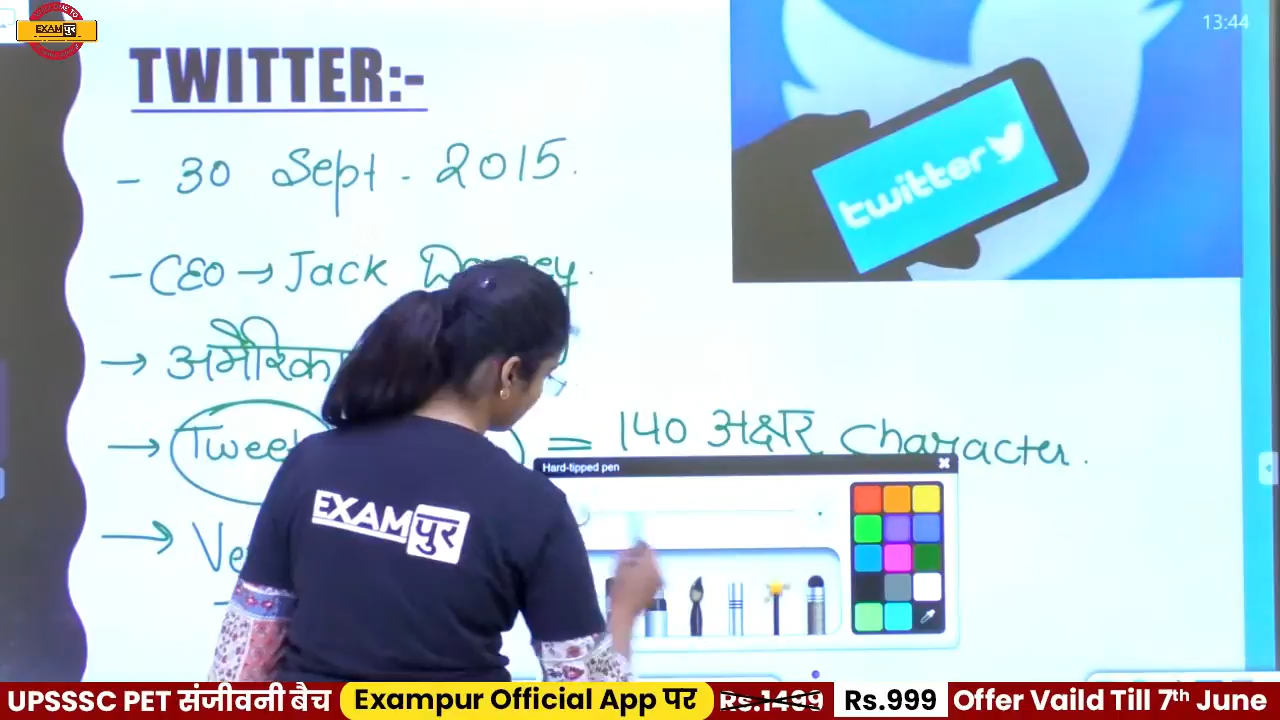 EXAMपुर
13:44
TWITTER:-
twitter
- 30 Sept. 2015.
- CEO → Jack Dorsey.
→ अमेरिका
→ Tweet = 140 अक्षर character.
Hard-tipped pen
→ Ve
EXAMपुर
UPSSSC PET संजीवनी बैच Exampur Official App पर Rs.1499 Rs.999 Offer Vaild Till 7th June